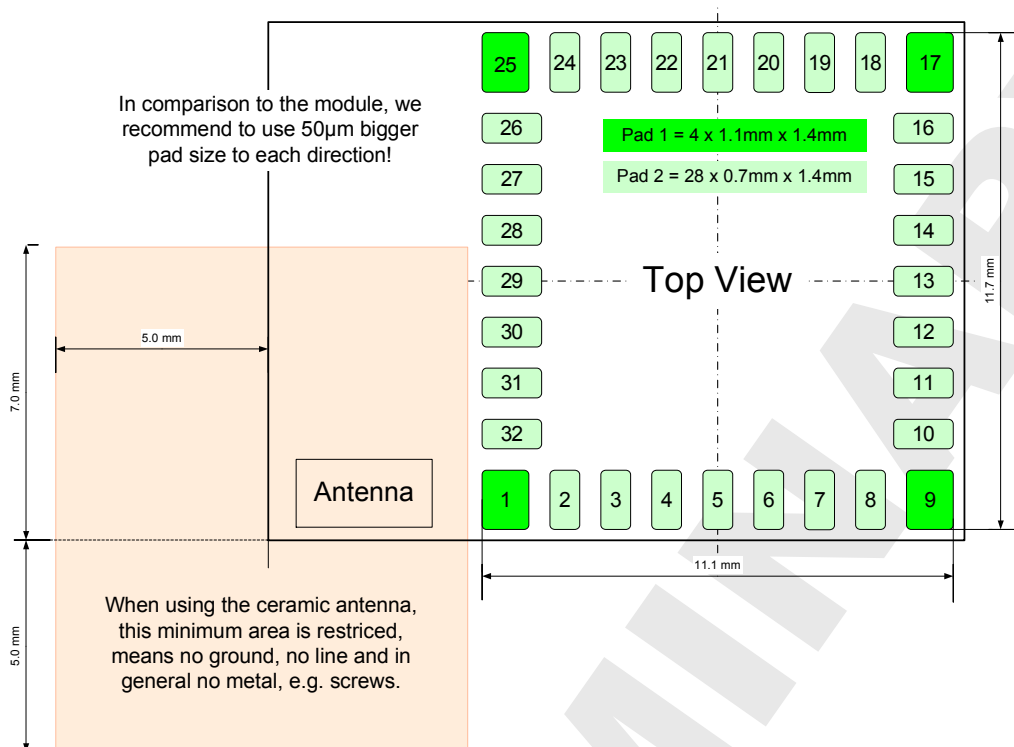 25 24 23 22 21 20 19 18 17
In comparison to the module, we
recommend to use 50µm bigger
pad size to each direction!
26
16
Pad 1 = 4 x 1.1mm x 1.4mm
Pad 2 = 28 x 0.7mm x 1.4mm
27
15
28
14
29
Top View
13
11.7 mm
30
12
5.0 mm
7.0 mm
31
11
32
10
Antenna
1 2 3 4 5 6 7 8 9
11.1 mm
When using the ceramic antenna,
this minimum area is restriced,
means no ground, no line and in
general no metal, e.g. screws.
5.0 mm
MINAR